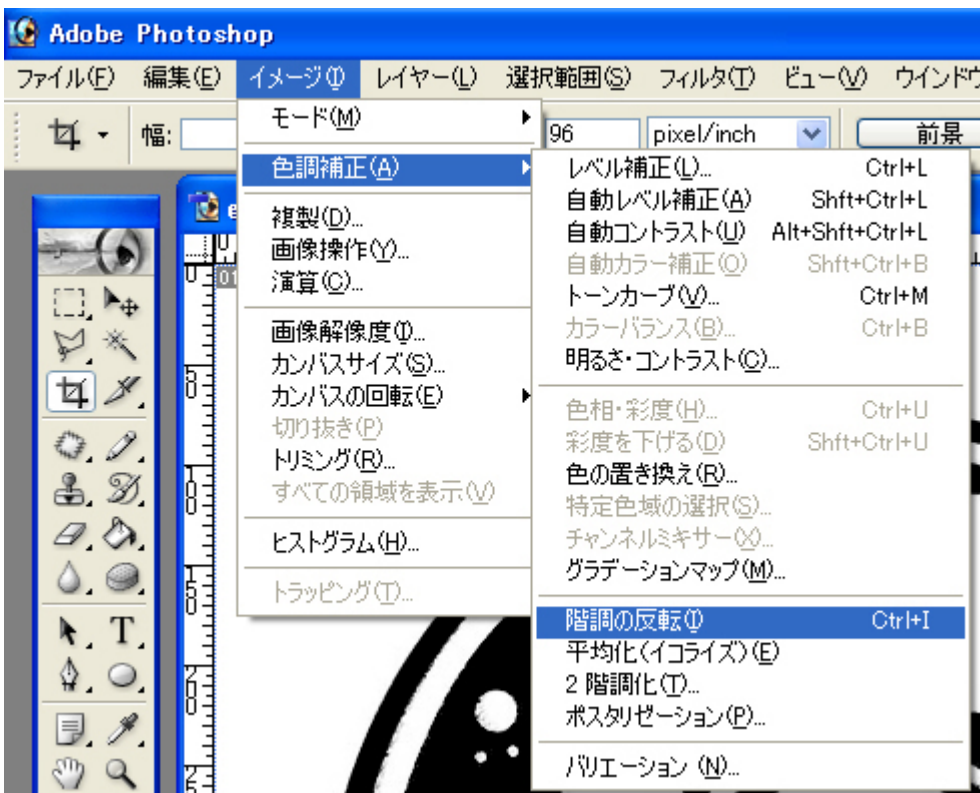 Adobe Photoshop
ファイル(F) 編集(E) イメージ(I) レイヤー(L) 選択範囲(S) フィルタ(T) ビュー(V) ウインドウ
幅: 96 pixel/inch 前景
モード(M)
色調補正(A)
複製(D)...
画像操作(Y)...
演算(C)...
画像解像度(I)...
カンバスサイズ(S)...
カンバスの回転(E)
切り抜き(P)
トリミング(R)...
すべての領域を表示(V)
ヒストグラム(H)...
トラッピング(T)...
レベル補正(L)... Ctrl+L
自動レベル補正(A) Shft+Ctrl+L
自動コントラスト(U) Alt+Shft+Ctrl+L
自動カラー補正(O) Shft+Ctrl+B
トーンカーブ(V)... Ctrl+M
カラーバランス(B)... Ctrl+B
明るさ・コントラスト(C)...
色相・彩度(H)... Ctrl+U
彩度を下げる(D) Shft+Ctrl+U
色の置き換え(R)...
特定色域の選択(S)...
チャンネルミキサー(X)...
グラデーションマップ(M)...
階調の反転(I) Ctrl+I
平均化(イコライズ)(E)
2 階調化(T)...
ポスタリゼーション(P)...
バリエーション (N)...